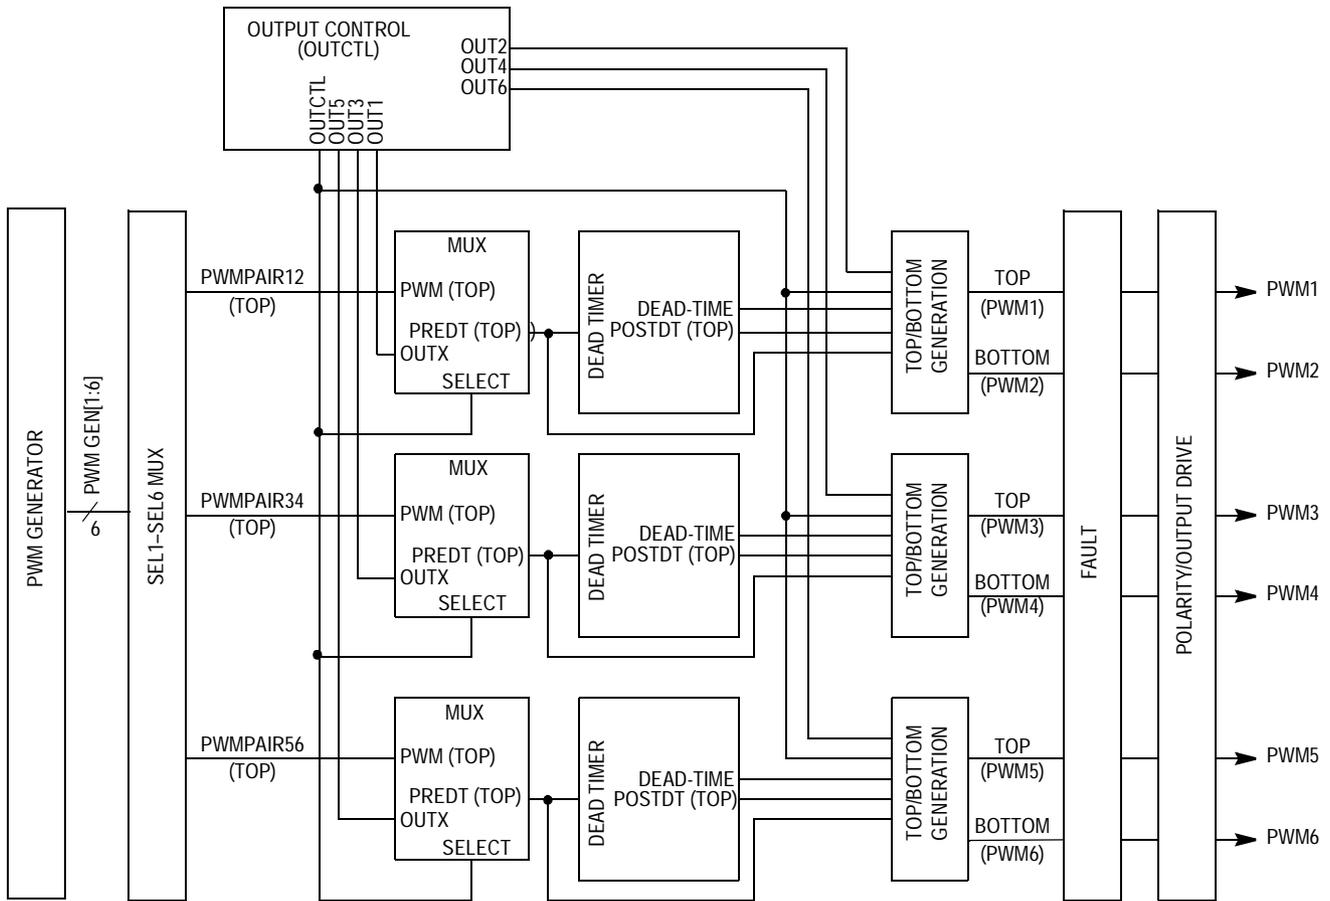 OUTPUT CONTROL
(OUTCTL)
OUT2
OUT4
OUT6
OUTCTL
OUT5
OUT3
OUT1
PWM GENERATOR
PWM GEN[1:6]
6
SEL1–SEL6 MUX
PWMPAIR12
(TOP)
MUX
PWM (TOP)
PREDT (TOP) )
OUTX
SELECT
DEAD TIMER
DEAD-TIME
POSTDT (TOP)
TOP/BOTTOM
GENERATION
TOP
(PWM1)
BOTTOM
(PWM2)
PWMPAIR34
(TOP)
MUX
PWM (TOP)
PREDT (TOP)
OUTX
SELECT
DEAD TIMER
DEAD-TIME
POSTDT (TOP)
TOP/BOTTOM
GENERATION
TOP
(PWM3)
BOTTOM
(PWM4)
PWMPAIR56
(TOP)
MUX
PWM (TOP)
PREDT (TOP)
OUTX
SELECT
DEAD TIMER
DEAD-TIME
POSTDT (TOP)
TOP/BOTTOM
GENERATION
TOP
(PWM5)
BOTTOM
(PWM6)
FAULT
POLARITY/OUTPUT DRIVE
PWM1
PWM2
PWM3
PWM4
PWM5
PWM6